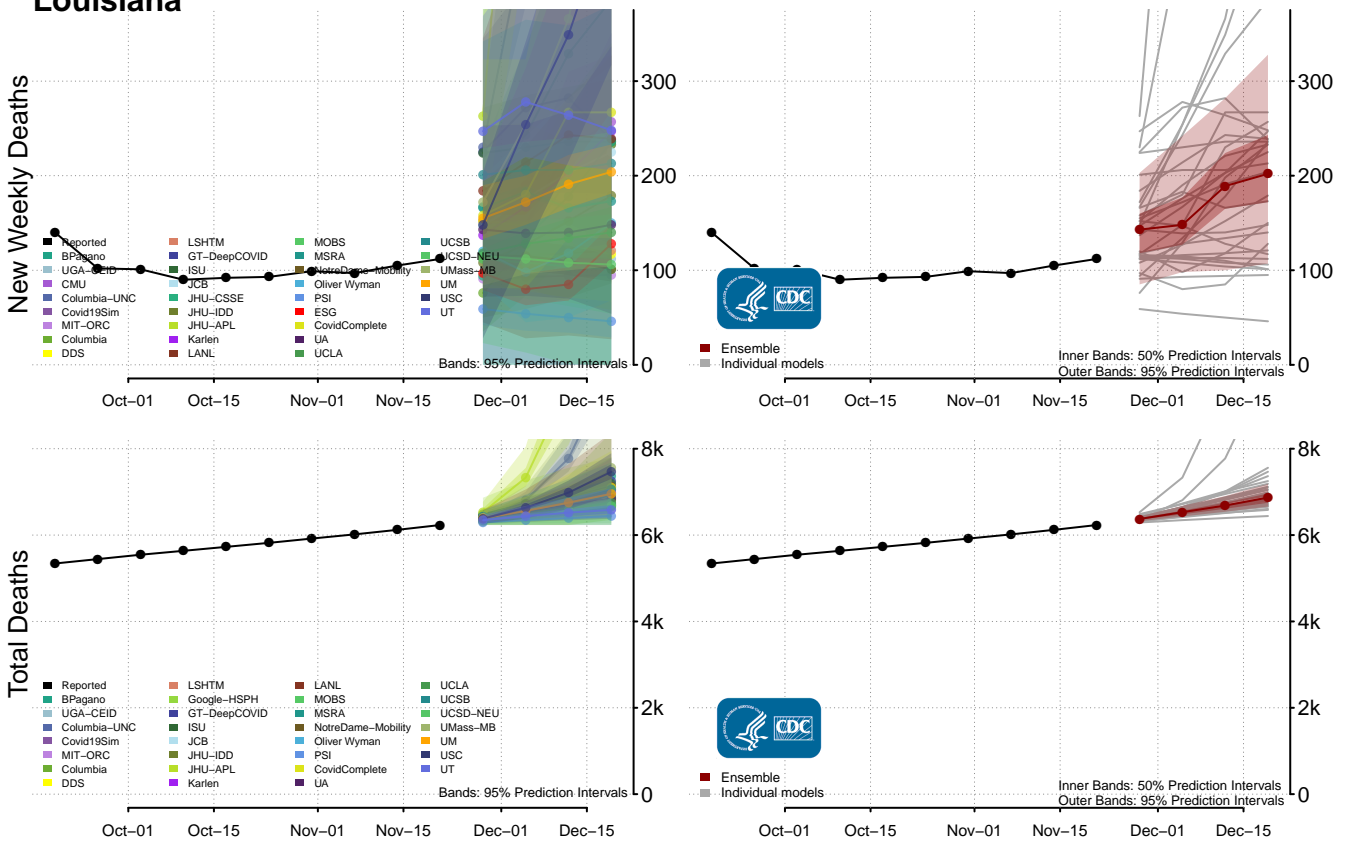 Louisiana
New Weekly Deaths
300
200
100
0
Reported
BPagano
UGA−CEID
CMU
Columbia−UNC
Covid19Sim
MIT−ORC
Columbia
DDS
LSHTM
GT−DeepCOVID
ISU
JCB
JHU−CSSE
JHU−IDD
JHU−APL
Karlen
LANL
MOBS
MSRA
NotreDame−Mobility
Oliver Wyman
PSI
ESG
CovidComplete
UA
UCLA
UCSB
UCSD−NEU
UMass−MB
UM
USC
UT
Bands: 95% Prediction Intervals
Oct−01 Oct−15 Nov−01 Nov−15 Dec−01 Dec−15
300
200
100
0
CDC
Ensemble
Individual models
Inner Bands: 50% Prediction Intervals
Outer Bands: 95% Prediction Intervals
Oct−01 Oct−15 Nov−01 Nov−15 Dec−01 Dec−15
Total Deaths
8k
6k
4k
2k
0
Reported
BPagano
UGA−CEID
Columbia−UNC
Covid19Sim
MIT−ORC
Columbia
DDS
LSHTM
Google−HSPH
GT−DeepCOVID
ISU
JCB
JHU−IDD
JHU−APL
Karlen
LANL
MOBS
MSRA
NotreDame−Mobility
Oliver Wyman
PSI
CovidComplete
UA
UCLA
UCSB
UCSD−NEU
UMass−MB
UM
USC
UT
Bands: 95% Prediction Intervals
Oct−01 Oct−15 Nov−01 Nov−15 Dec−01 Dec−15
8k
6k
4k
2k
0
CDC
Ensemble
Individual models
Inner Bands: 50% Prediction Intervals
Outer Bands: 95% Prediction Intervals
Oct−01 Oct−15 Nov−01 Nov−15 Dec−01 Dec−15